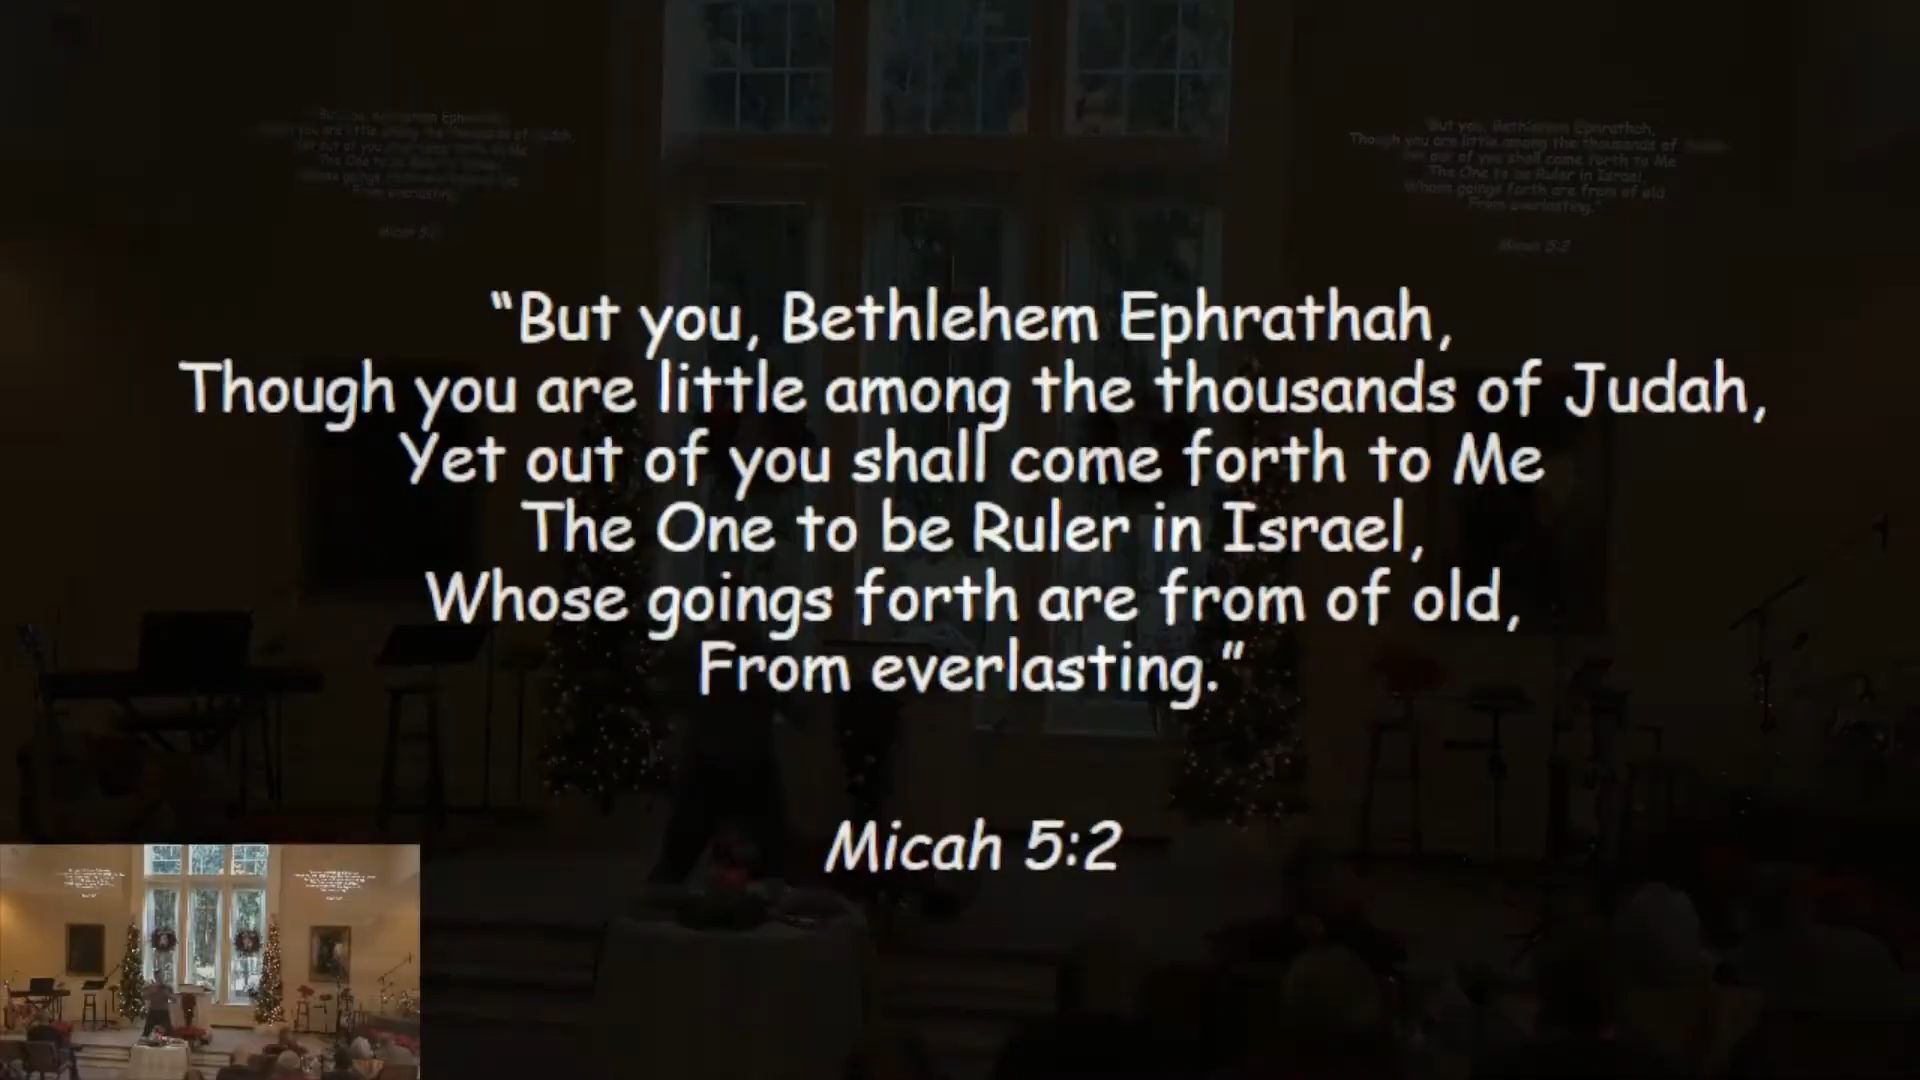 “But you, Bethlehem Ephrathah,
Though you are little among the thousands of Judah,
Yet out of you shall come forth to Me
The One to be Ruler in Israel,
Whose goings forth are from of old,
From everlasting.”
Micah 5:2